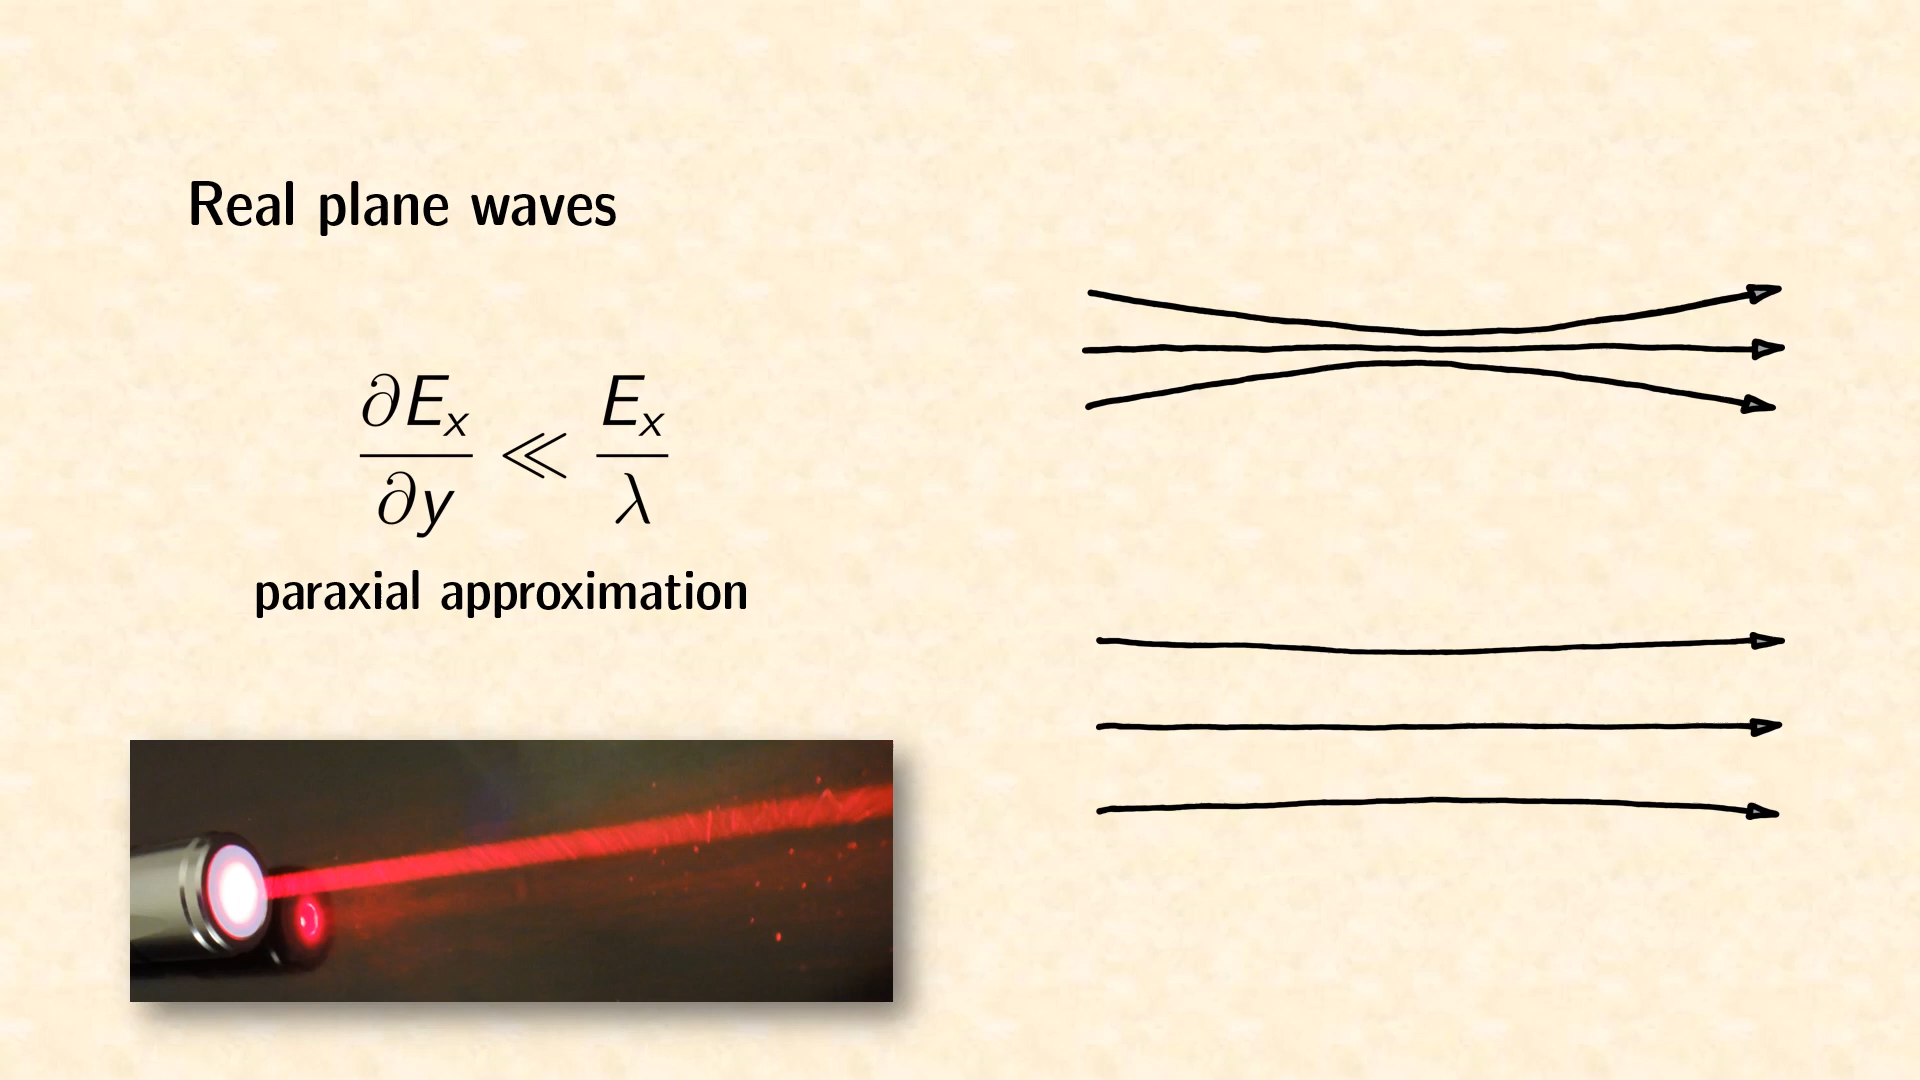 Real plane waves
∂Eₓ/∂y ≪ Eₓ/λ
paraxial approximation